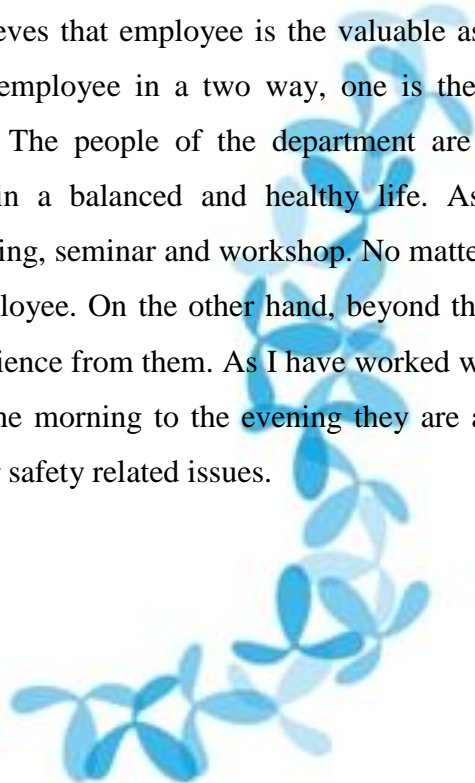 eves that employee is the valuable as
employee in a two way, one is the
The people of the department are
in a balanced and healthy life. As
ing, seminar and workshop. No matte
loyee. On the other hand, beyond th
ience from them. As I have worked w
ne morning to the evening they are a
r safety related issues.